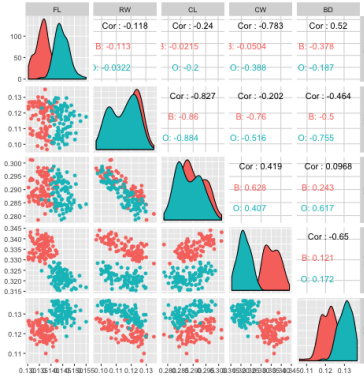 FL RW CL CW BD
100 Cor : -0.118 Cor : -0.24 Cor : -0.783 Cor : 0.52
50 B: -0.113 B: -0.0215 B: -0.0504 B: -0.378
0 O: -0.0322 O: -0.2 O: -0.388 O: -0.187
0.13 Cor : -0.827 Cor : -0.202 Cor : -0.464
0.12 B: -0.86 B: -0.76 B: -0.5
0.11 O: -0.884 O: -0.516 O: -0.755
0.10
0.300 Cor : 0.419 Cor : 0.0968
0.295 B: 0.628 B: 0.243
0.290 O: 0.407 O: 0.617
0.285
0.280
0.345 Cor : -0.65
0.340
0.335 B: 0.121
0.330
0.325 O: 0.172
0.320
0.315
0.13
0.12
0.11
0.10 0.11 0.12 0.13 0.11 0.12 0.13